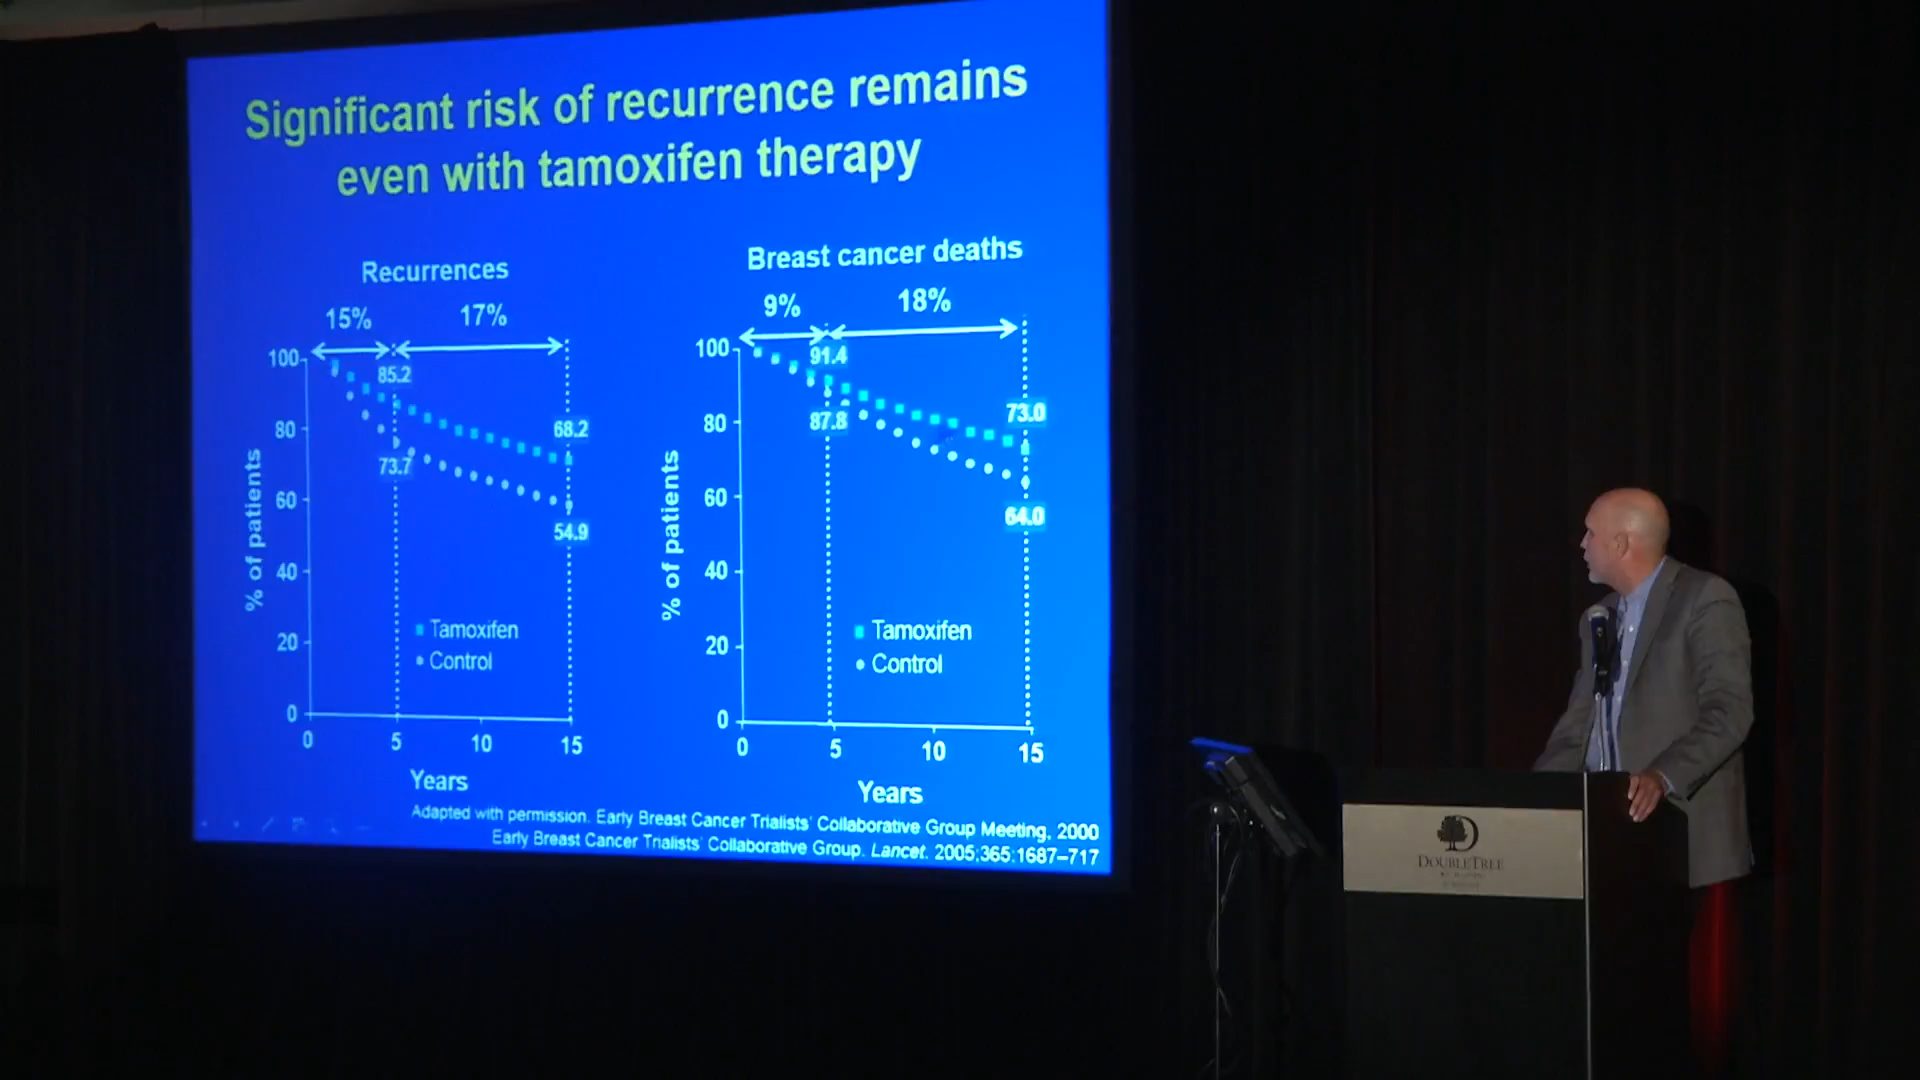 Significant risk of recurrence remains
even with tamoxifen therapy
Recurrences
15%
17%
100
80
60
40
20
0
85.2
73.7
68.2
54.9
% of patients
Tamoxifen
Control
0 5 10 15
Years
Breast cancer deaths
9%
18%
100
80
60
40
20
0
91.4
87.8
73.0
64.0
% of patients
Tamoxifen
Control
0 5 10 15
Years
Adapted with permission. Early Breast Cancer Trialists' Collaborative Group Meeting, 2000
Early Breast Cancer Trialists' Collaborative Group. Lancet. 2005;365:1687–717
D
DOUBLETREE